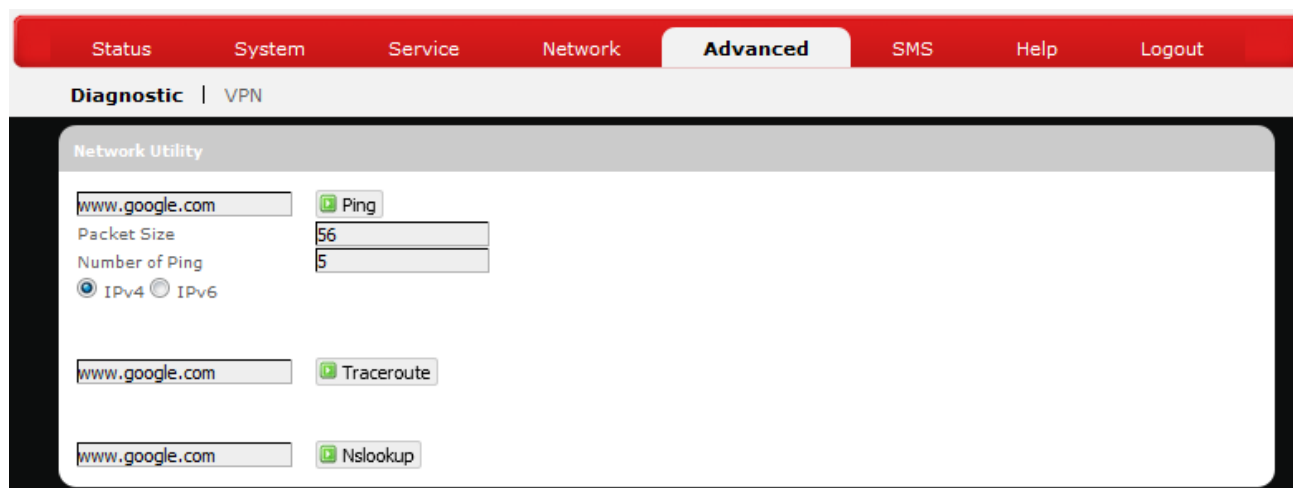 Status System Service Network Advanced SMS Help Logout
Diagnostic | VPN
Network Utility
www.google.com Ping
Packet Size 56
Number of Ping 5
IPv4 IPv6
www.google.com Traceroute
www.google.com Nslookup